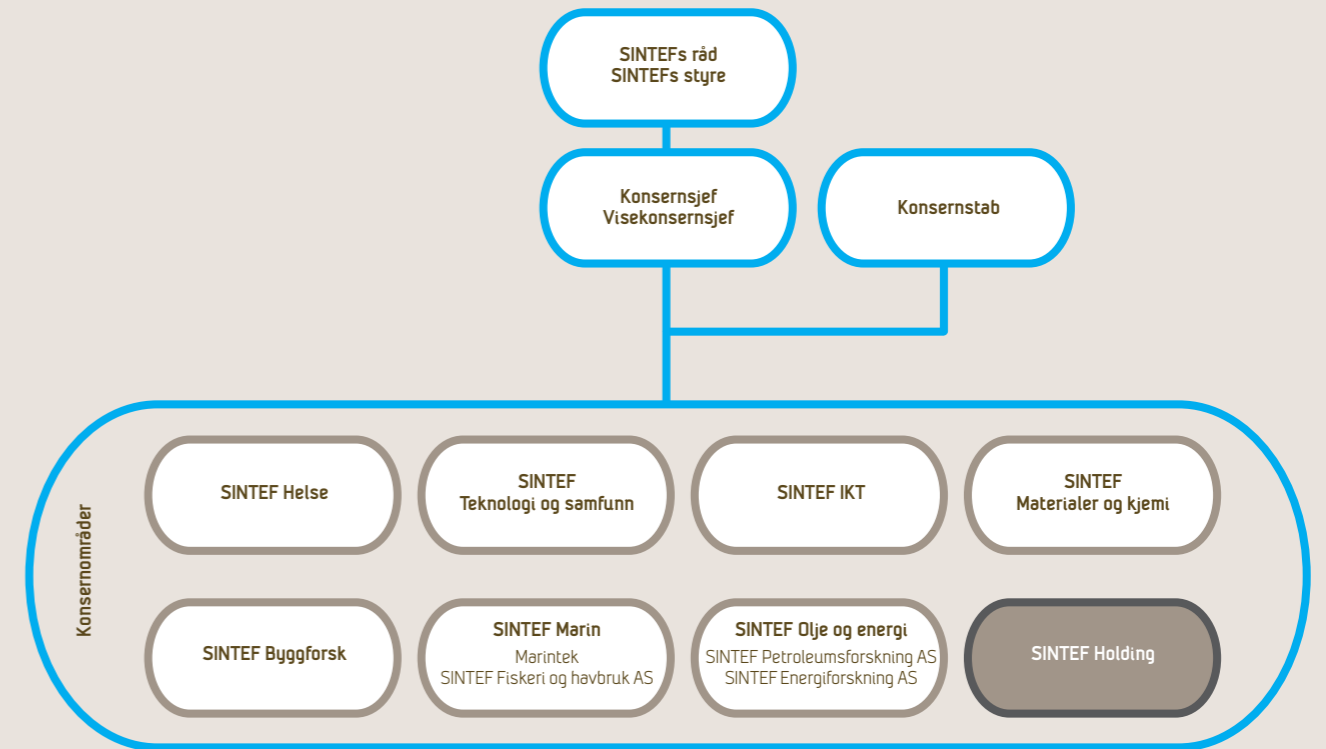 SINTEFs råd
SINTEFs styre
Konsernsjef
Visekonsernsjef
Konsernstab
Konsernområder
SINTEF Helse
SINTEF
Teknologi og samfunn
SINTEF IKT
SINTEF
Materialer og kjemi
SINTEF Byggforsk
SINTEF Marin
Marintek
SINTEF Fiskeri og havbruk AS
SINTEF Olje og energi
SINTEF Petroleumsforskning AS
SINTEF Energiforskning AS
SINTEF Holding